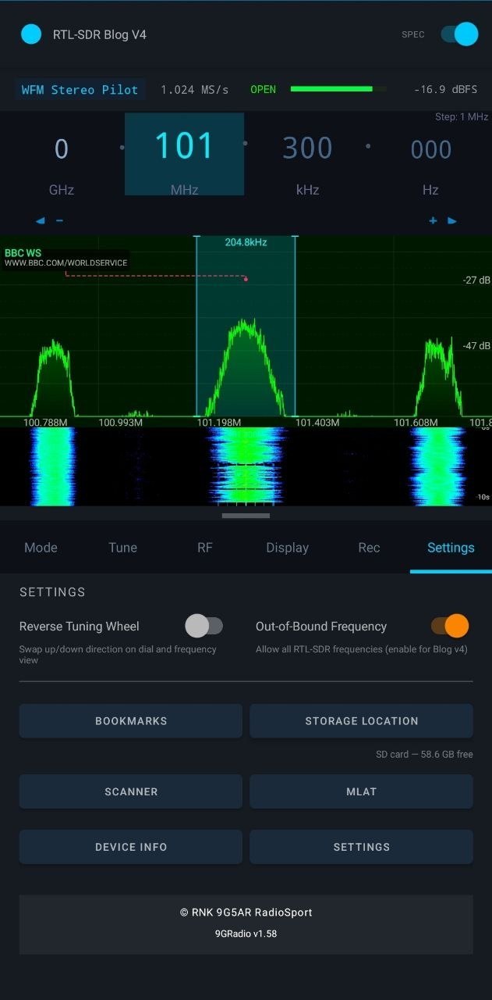 RTL-SDR Blog V4
SPEC
WFM Stereo Pilot
1.024 MS/s
OPEN
-16.9 dBFS
Step: 1 MHz
0 . 101 . 300 . 000
GHz MHz kHz Hz
◀ −
+ ▶
204.8kHz
BBC WS
WWW.BBC.COM/WORLDSERVICE
-27 dB
-47 dB
100.788M 100.993M 101.198M 101.403M 101.608M 101.8
0s
10s
Mode Tune RF Display Rec Settings
SETTINGS
Reverse Tuning Wheel
Swap up/down direction on dial and frequency
view
Out-of-Bound Frequency
Allow all RTL-SDR frequencies (enable for Blog v4)
BOOKMARKS
STORAGE LOCATION
SD card — 58.6 GB free
SCANNER
MLAT
DEVICE INFO
SETTINGS
© RNK 9G5AR RadioSport
9GRadio v1.58